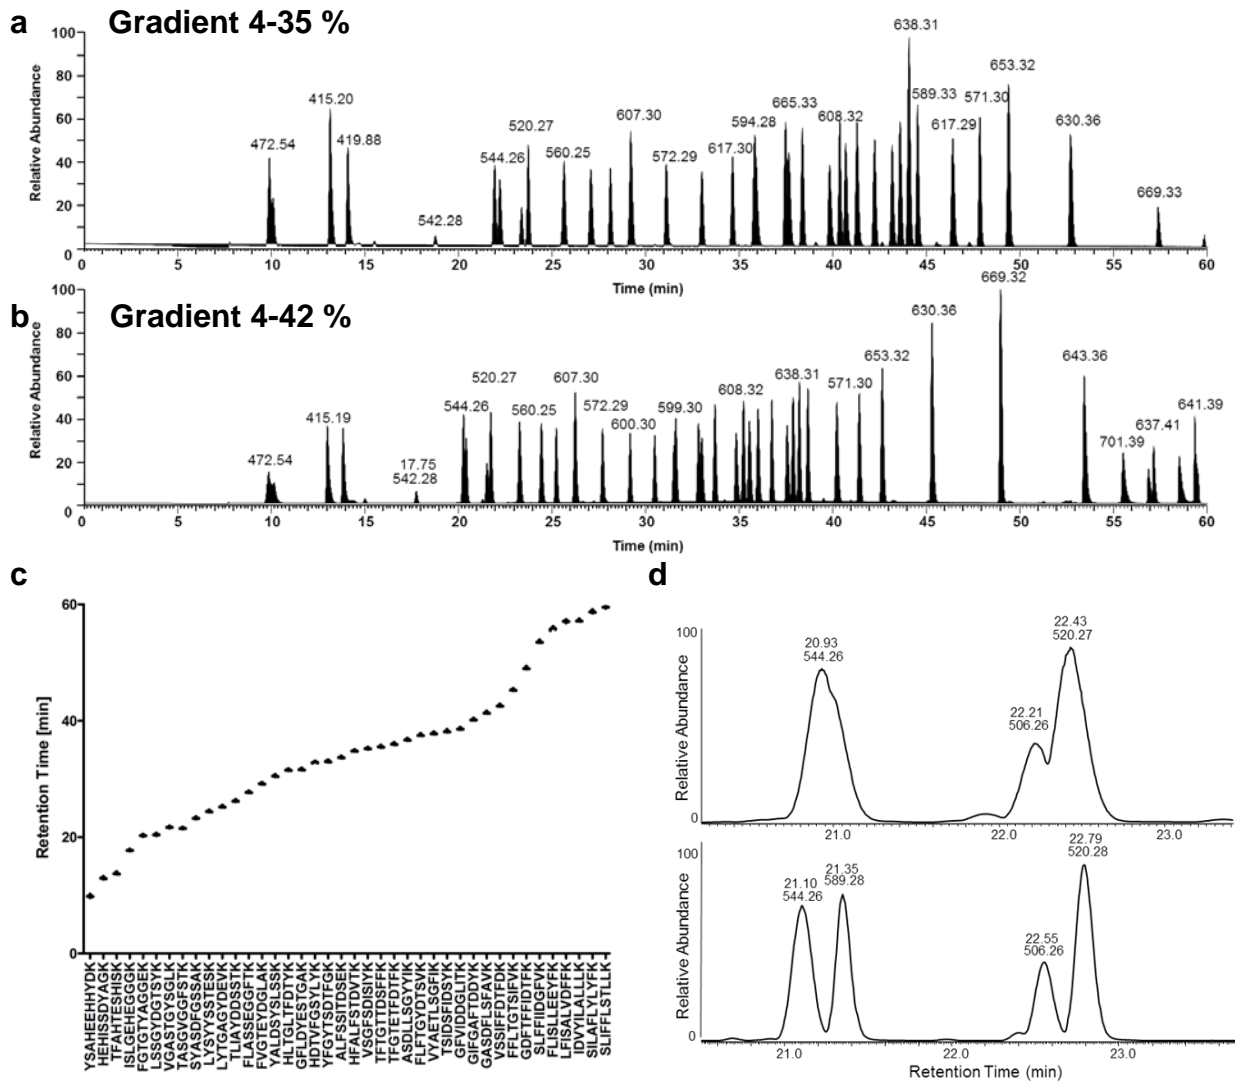 a
Gradient 4-35 %
Relative Abundance
100
80
60
40
20
0
472.54
415.20
419.88
542.28
544.26
520.27
560.25
607.30
572.29
617.30
594.28
665.33
608.32
638.31
589.33
617.29
571.30
653.32
630.36
669.33
0 5 10 15 20 25 30 35 40 45 50 55 60
Time (min)
b
Gradient 4-42 %
Relative Abundance
100
80
60
40
20
0
472.54
415.19
17.75
542.28
544.26
520.27
560.25
607.30
572.29
600.30
599.30
608.32
638.31
571.30
653.32
630.36
669.32
643.36
701.39
637.41
641.39
0 5 10 15 20 25 30 35 40 45 50 55 60
Time (min)
c
Retention Time [min]
60
40
20
0
YSAHEEHHYDK
HEHISSDYAGK
TFAHTESHISK
ISLGEHEGGGK
FGTGTYAGGEK
LSSGYDGTSYK
VGASTGYSGLK
TASGVGGFSTK
SYASDFGSSAK
LYSYYSSTESK
LYTGAGYDEVK
TLIAYDDSSTK
FLASSEGGFTK
FVGTEYDGLAK
YALDSYSLSSK
HLTGLTFDTYK
GFLDYESTGAK
HDTVFGSYLYK
YFGYTSDTFGK
ALFSSITDSEK
HFALFSTDVTK
VSGFSDISIYK
TFTGTTDSFFK
TFGTETFDTFK
ASDLLSGYYIK
FLFTGYDTSVK
VYAETLSGFIK
TSIDSFIDSYK
GFVIDDGLITK
GIFGAFTDDYK
GASDFLSFAVK
VSSIFFDTFDK
FFLTGTSIFVK
GDFTFFIDTFK
SLFFIIDGFVK
FLISLLEEYFK
LFISALVDFFK
IDVYILALLLK
SILAFLYLYFK
SLIFFLSTLLK
d
Relative Abundance
100
0
20.93
544.26
22.21
506.26
22.43
520.27
21.0 22.0 23.0
Relative Abundance
100
0
21.10
544.26
21.35
589.28
22.55
506.26
22.79
520.28
21.0 22.0 23.0
Retention Time (min)